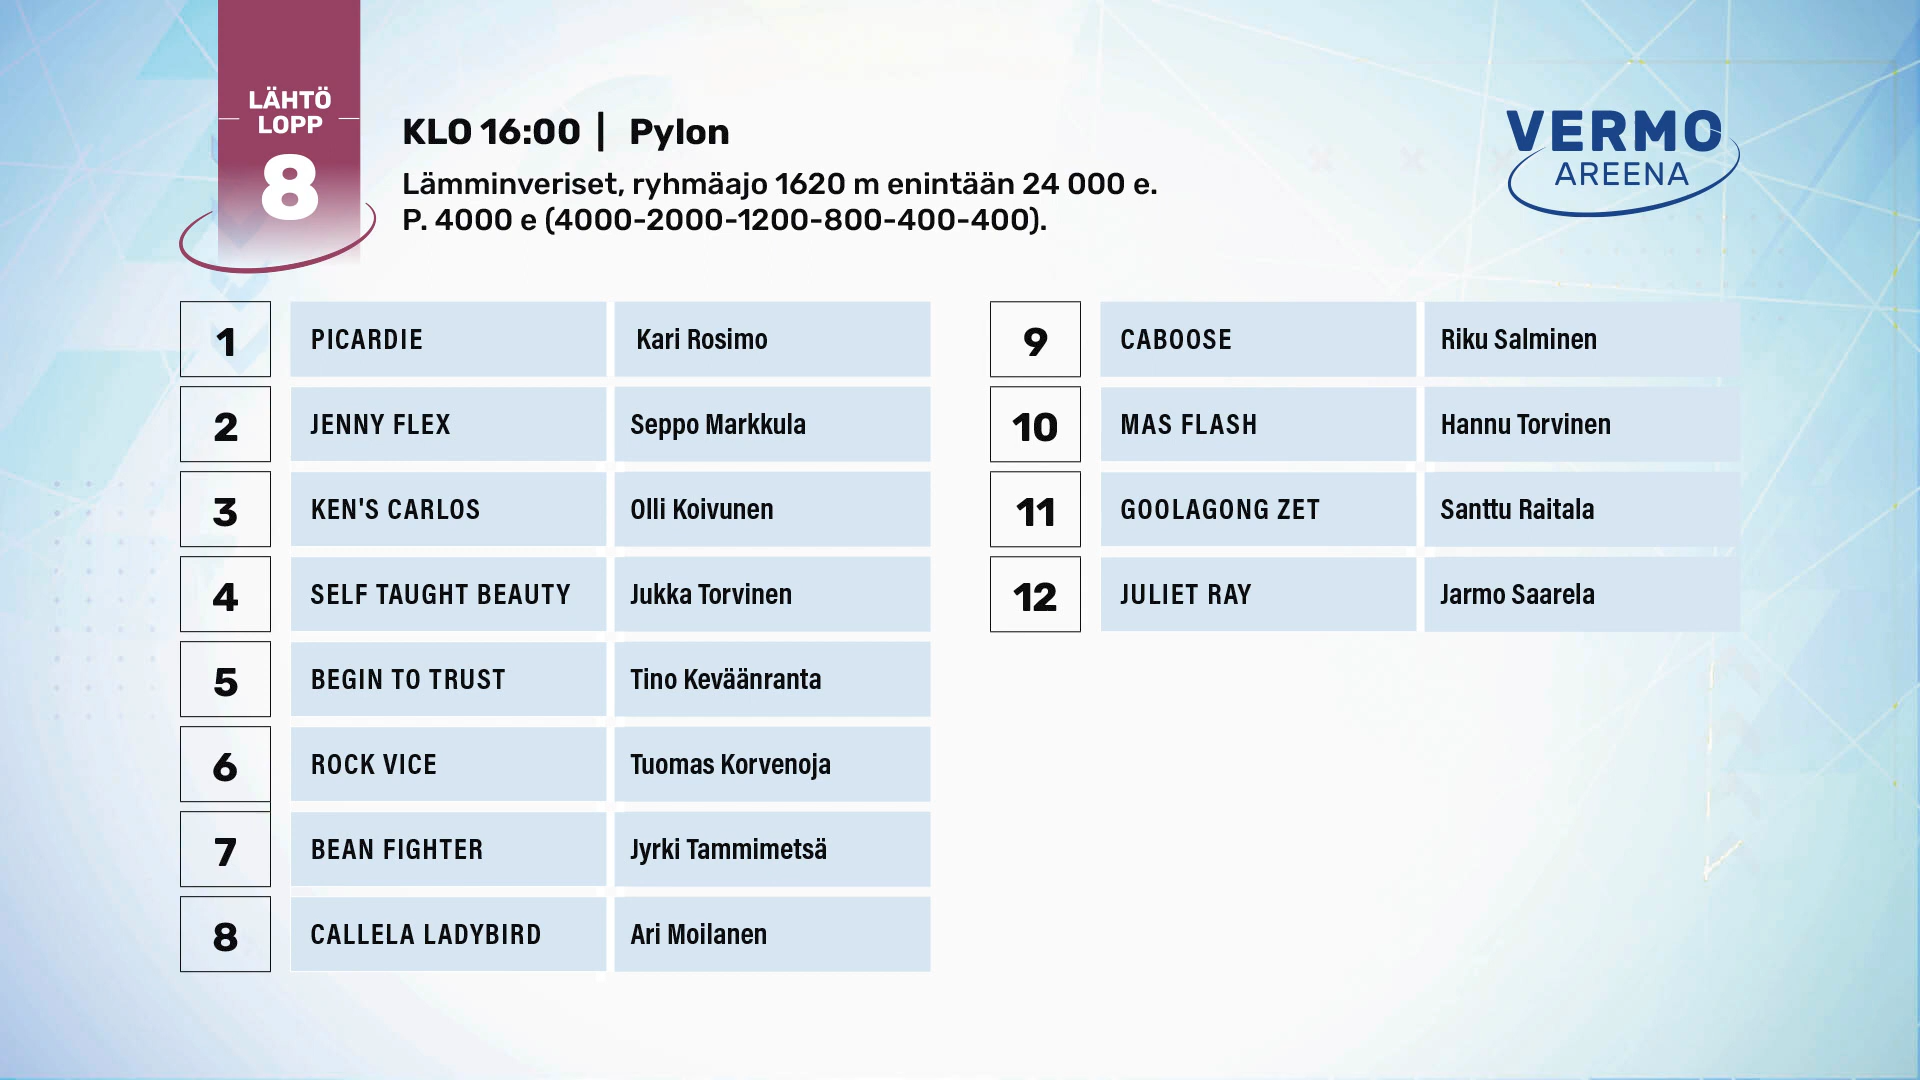 LÄHTÖ
LOPP
8
KLO 16:00 | Pylon
Lämminveriset, ryhmäajo 1620 m enintään 24 000 e.
P. 4000 e (4000-2000-1200-800-400-400).
VERMO
AREENA
1 PICARDIE Kari Rosimo
2 JENNY FLEX Seppo Markkula
3 KEN'S CARLOS Olli Koivunen
4 SELF TAUGHT BEAUTY Jukka Torvinen
5 BEGIN TO TRUST Tino Keväänranta
6 ROCK VICE Tuomas Korvenoja
7 BEAN FIGHTER Jyrki Tammimetsä
8 CALLELA LADYBIRD Ari Moilanen
9 CABOOSE Riku Salminen
10 MAS FLASH Hannu Torvinen
11 GOOLAGONG ZET Santtu Raitala
12 JULIET RAY Jarmo Saarela